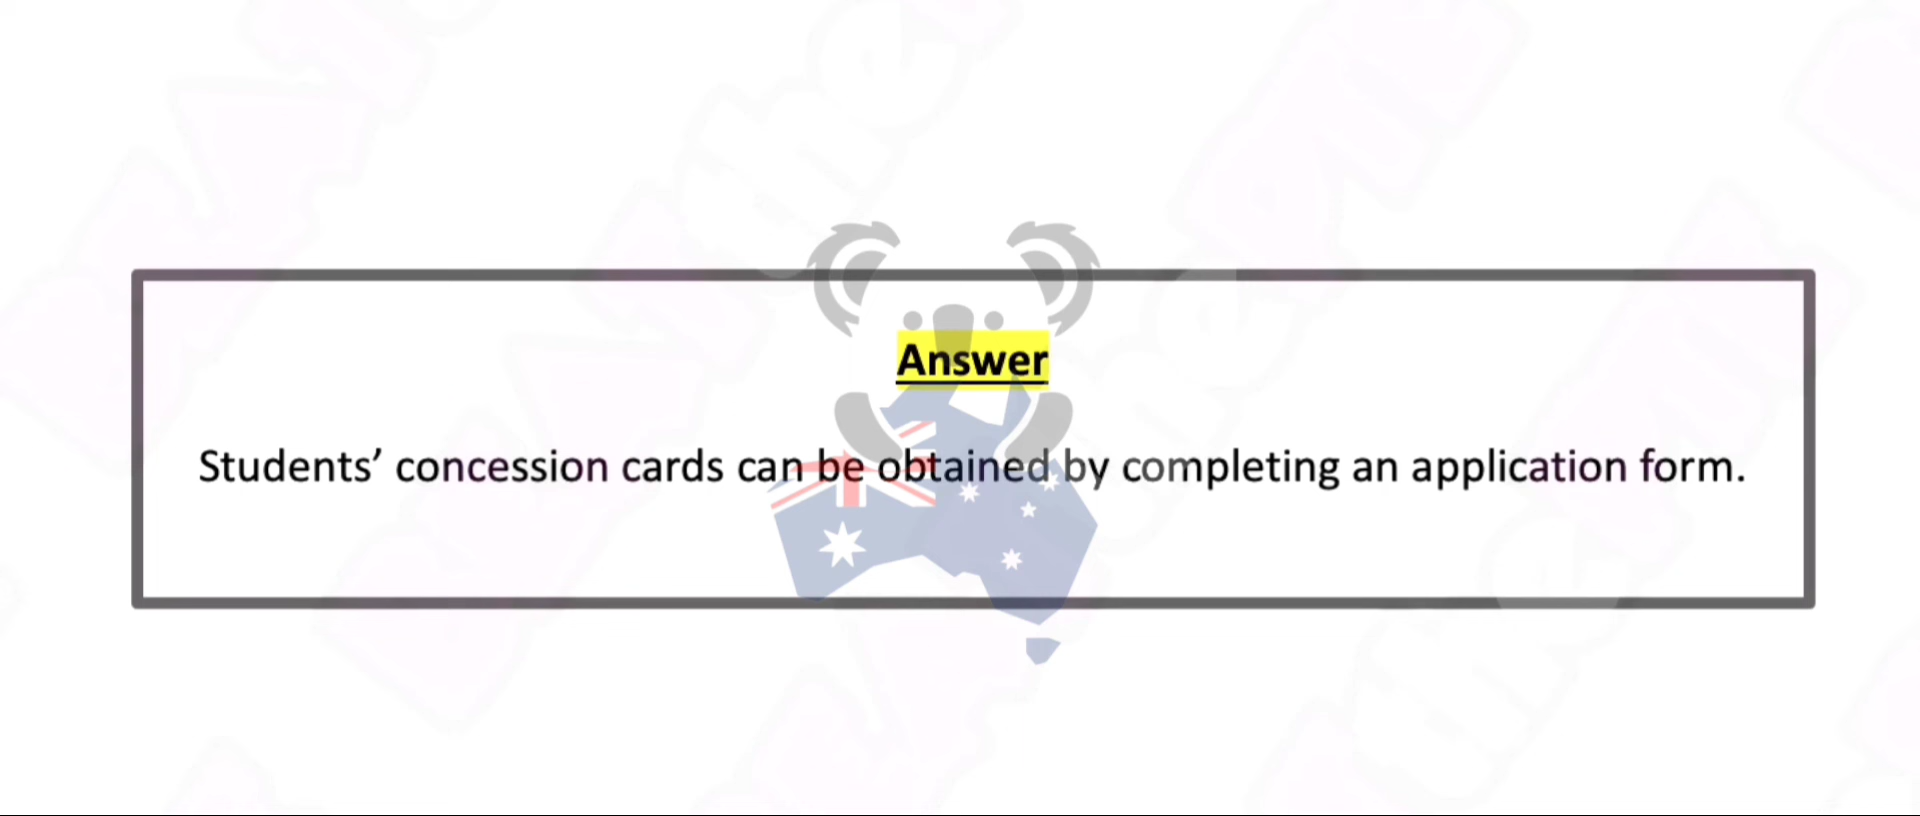 Answer
Students’ concession cards can be obtained by completing an application form.